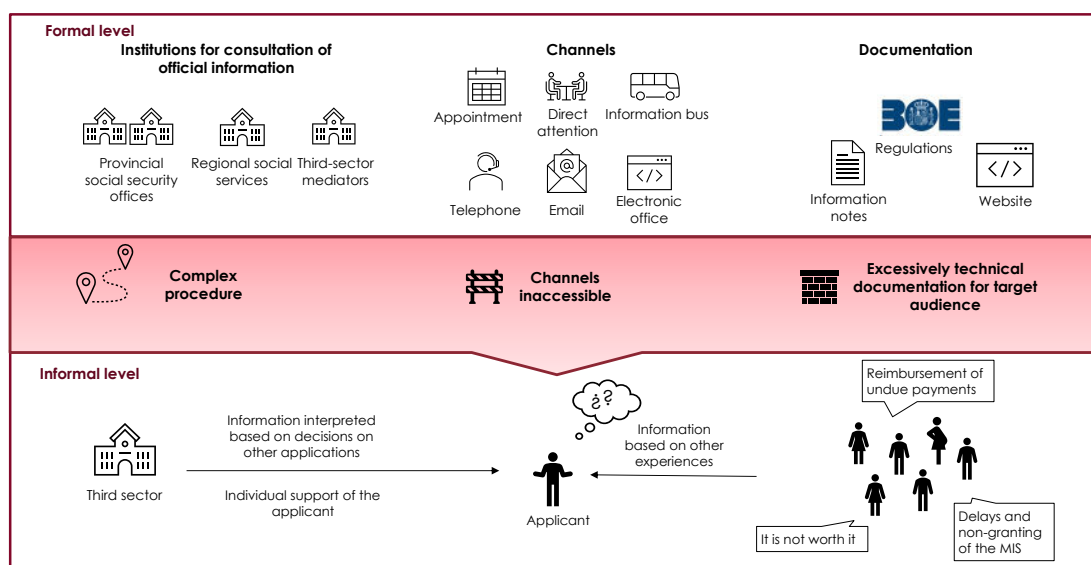 Formal level
Institutions for consultation of
official information
Channels
Documentation
Provincial
social security
offices
Regional social
services
Third-sector
mediators
Appointment
Direct
attention
Information bus
Telephone
@
Email
</>
Electronic
office
BOE
Regulations
Information
notes
</>
Website
Complex
procedure
Channels
inaccessible
Excessively technical
documentation for target
audience
Informal level
Third sector
Information interpreted
based on decisions on
other applications
Individual support of the
applicant
¿?
Applicant
Information
based on other
experiences
Reimbursement of
undue payments
It is not worth it
Delays and
non-granting
of the MIS